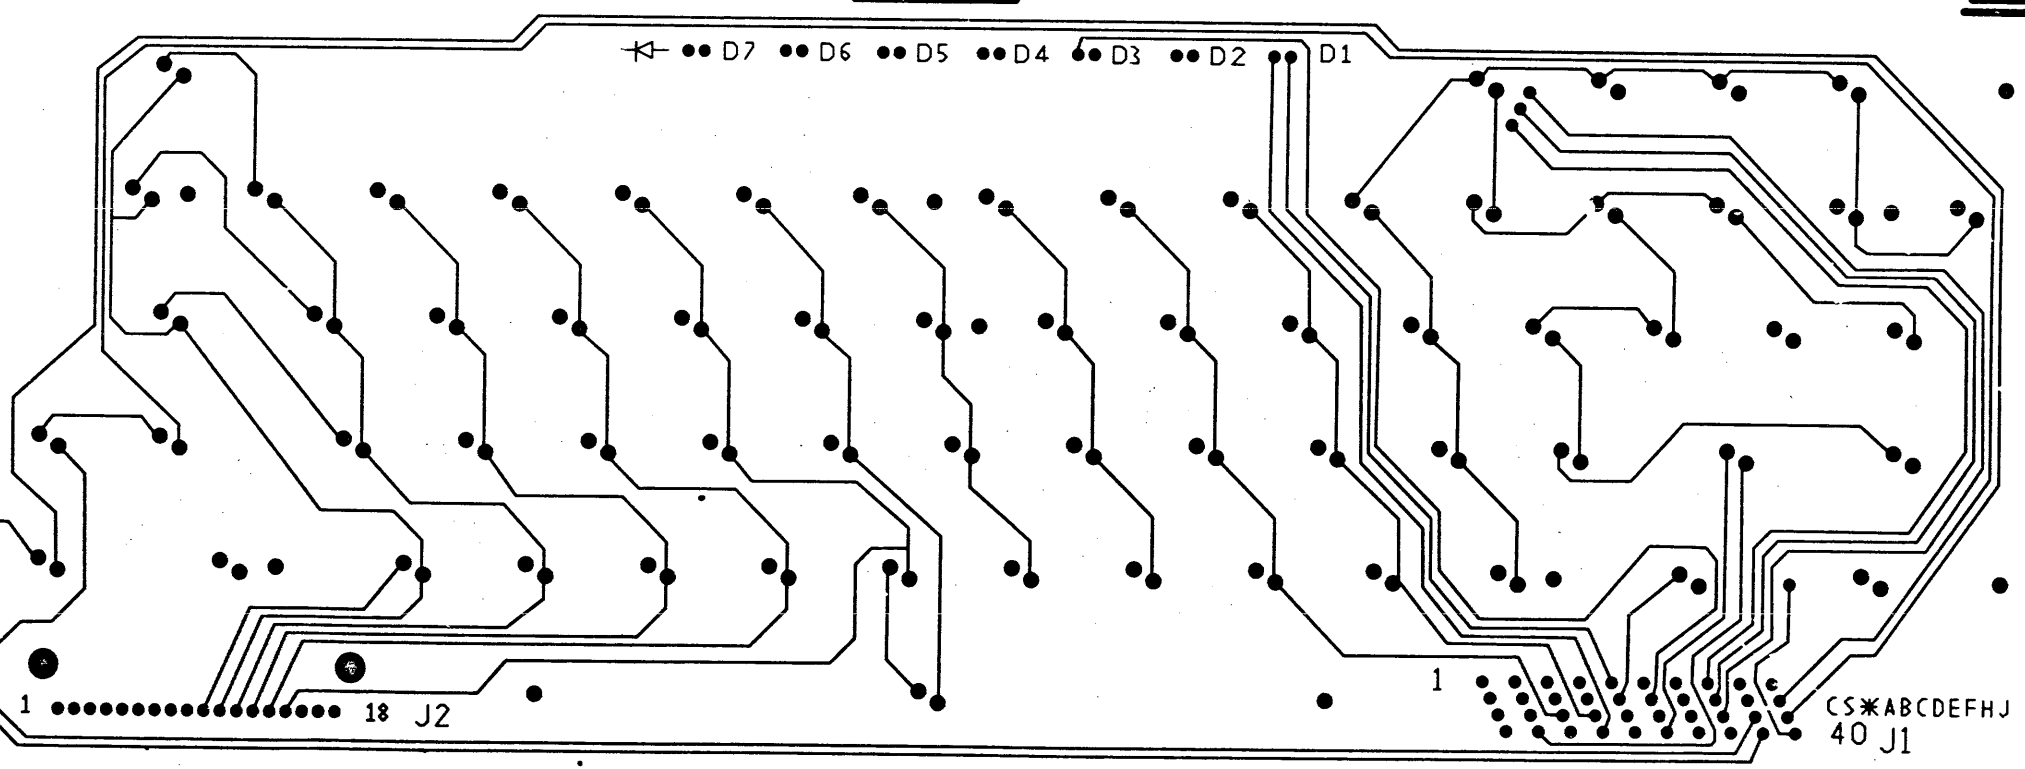 D7 D6 D5 D4 D3 D2 D1
1
CS*ABCDEFHJ
1 18 J2
40 J1